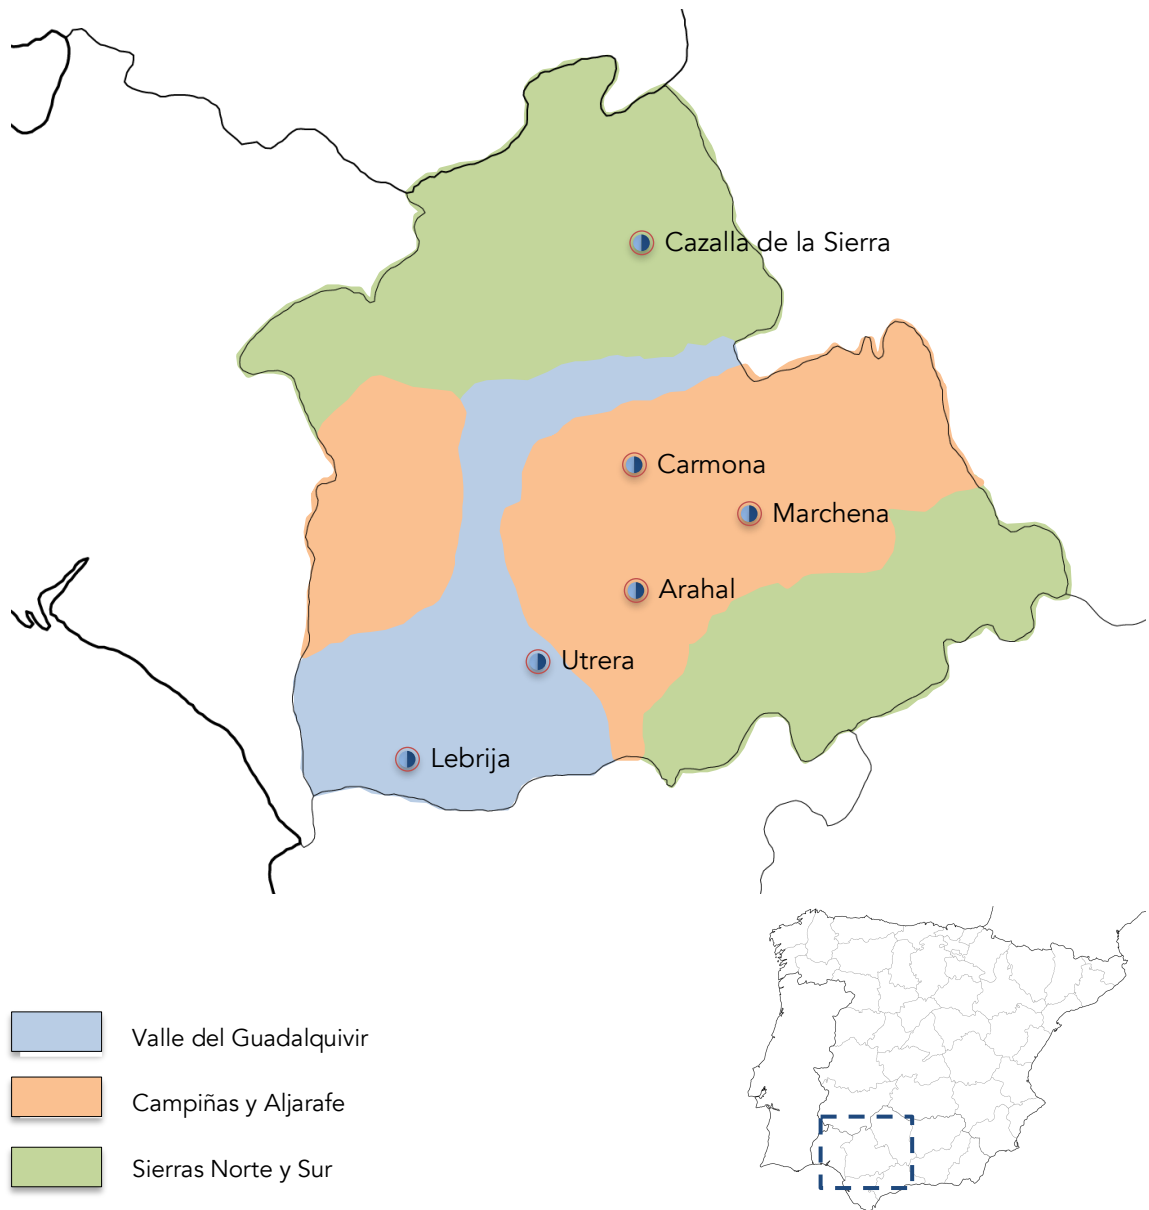 Cazalla de la Sierra
Carmona
Marchena
Arahal
Utrera
Lebrija
Valle del Guadalquivir
Campiñas y Aljarafe
Sierras Norte y Sur